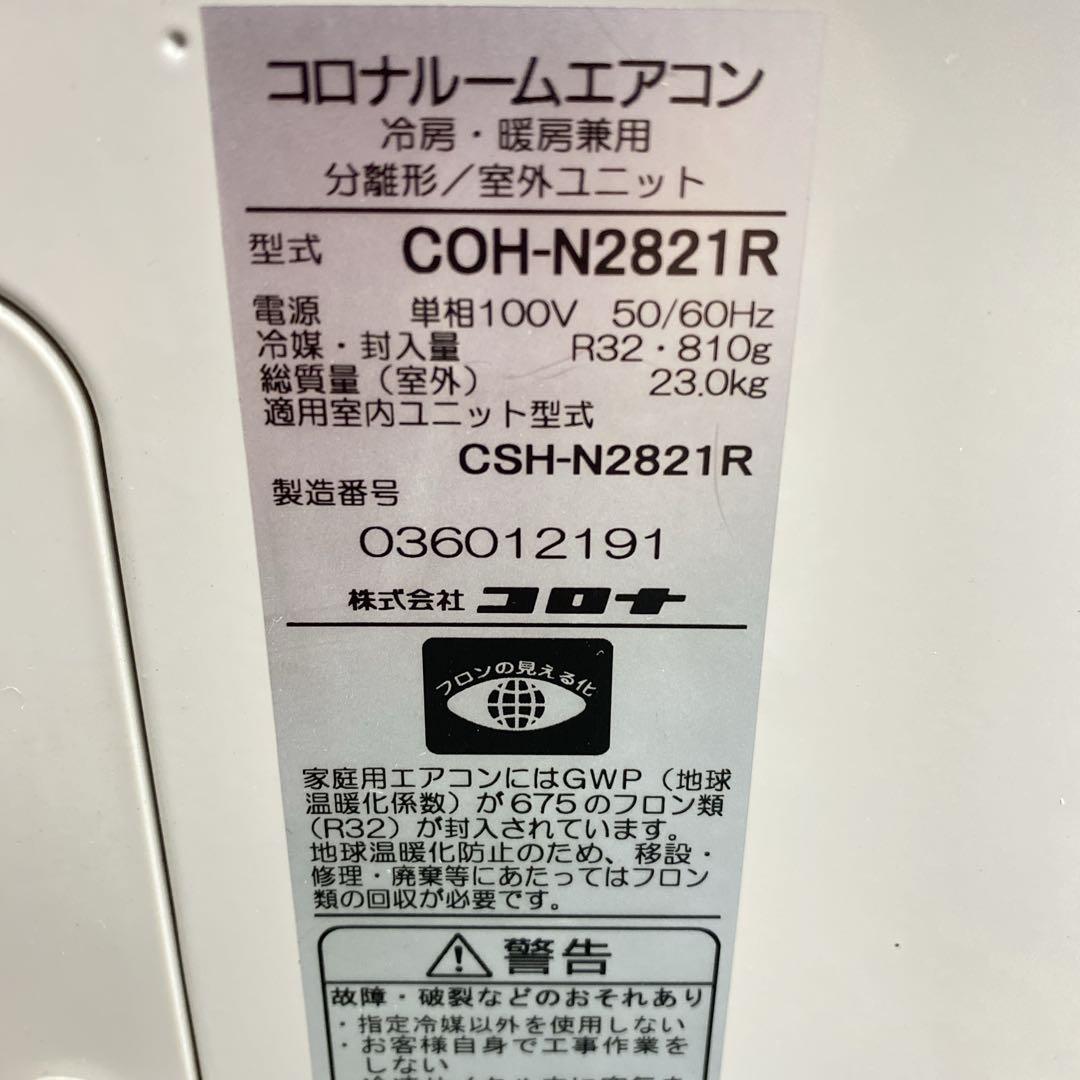 コロナルームエアコン
冷房・暖房兼用
分離形／室外ユニット
型式 COH-N2821R
電源 単相100V 50/60Hz
冷媒・封入量 R32・810g
総質量（室外） 23.0kg
適用室内ユニット型式
CSH-N2821R
製造番号
036012191
株式会社 コロナ
フロンの見える化
家庭用エアコンにはGWP（地球
温暖化係数）が675のフロン類
（R32）が封入されています。
地球温暖化防止のため、移設・
修理・廃棄等にあたってはフロン
類の回収が必要です。
警告
故障・破裂などのおそれあり
・指定冷媒以外を使用しない
・お客様自身で工事作業を
しない